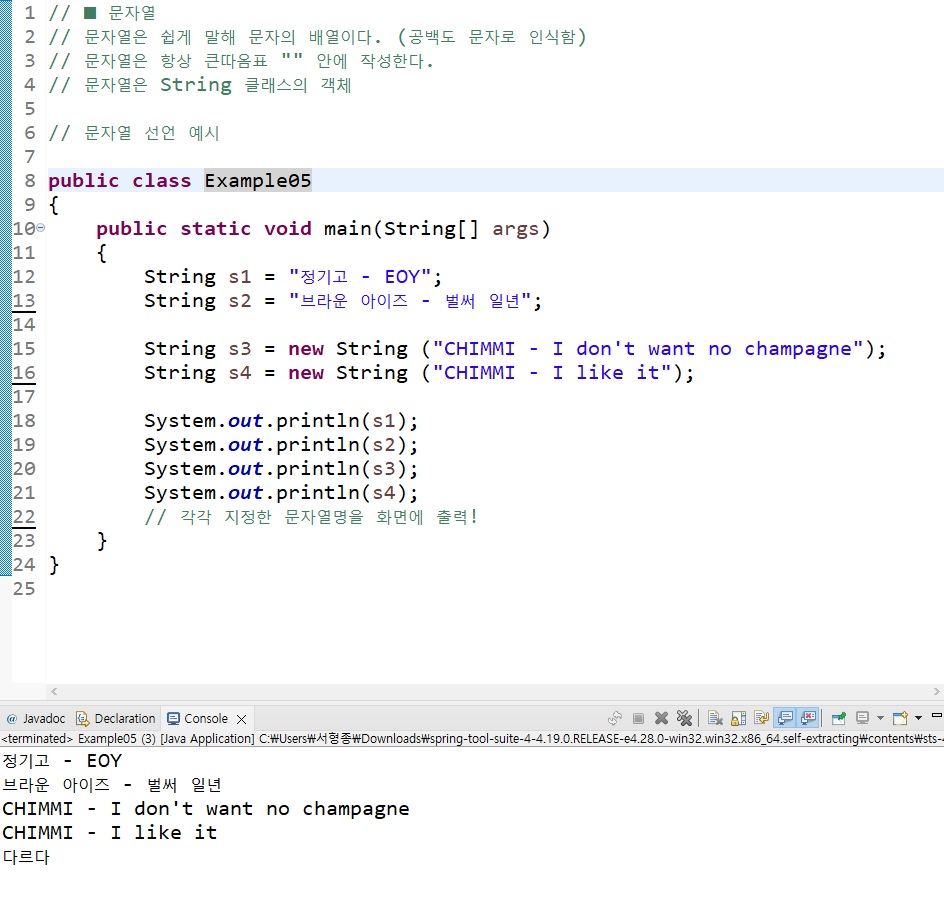 1 // ■ 문자열
2 // 문자열은 쉽게 말해 문자의 배열이다. (공백도 문자로 인식함)
3 // 문자열은 항상 큰따옴표 "" 안에 작성한다.
4 // 문자열은 String 클래스의 객체
5
6 // 문자열 선언 예시
7
8 public class Example05
9 {
10 public static void main(String[] args)
11 {
12 String s1 = "정기고 - EOY";
13 String s2 = "브라운 아이즈 - 벌써 일년";
14
15 String s3 = new String ("CHIMMI - I don't want no champagne");
16 String s4 = new String ("CHIMMI - I like it");
17
18 System.out.println(s1);
19 System.out.println(s2);
20 System.out.println(s3);
21 System.out.println(s4);
22 // 각각 지정한 문자열명을 화면에 출력!
23 }
24 }
25
@ Javadoc Declaration Console
<terminated> Example05 (3) [Java Application] C:₩Users₩서형종₩Downloads₩spring-tool-suite-4-4.19.0.RELEASE-e4.28.0-win32.win32.x86_64.self-extracting₩contents₩sts-4
정기고 - EOY
브라운 아이즈 - 벌써 일년
CHIMMI - I don't want no champagne
CHIMMI - I like it
다르다